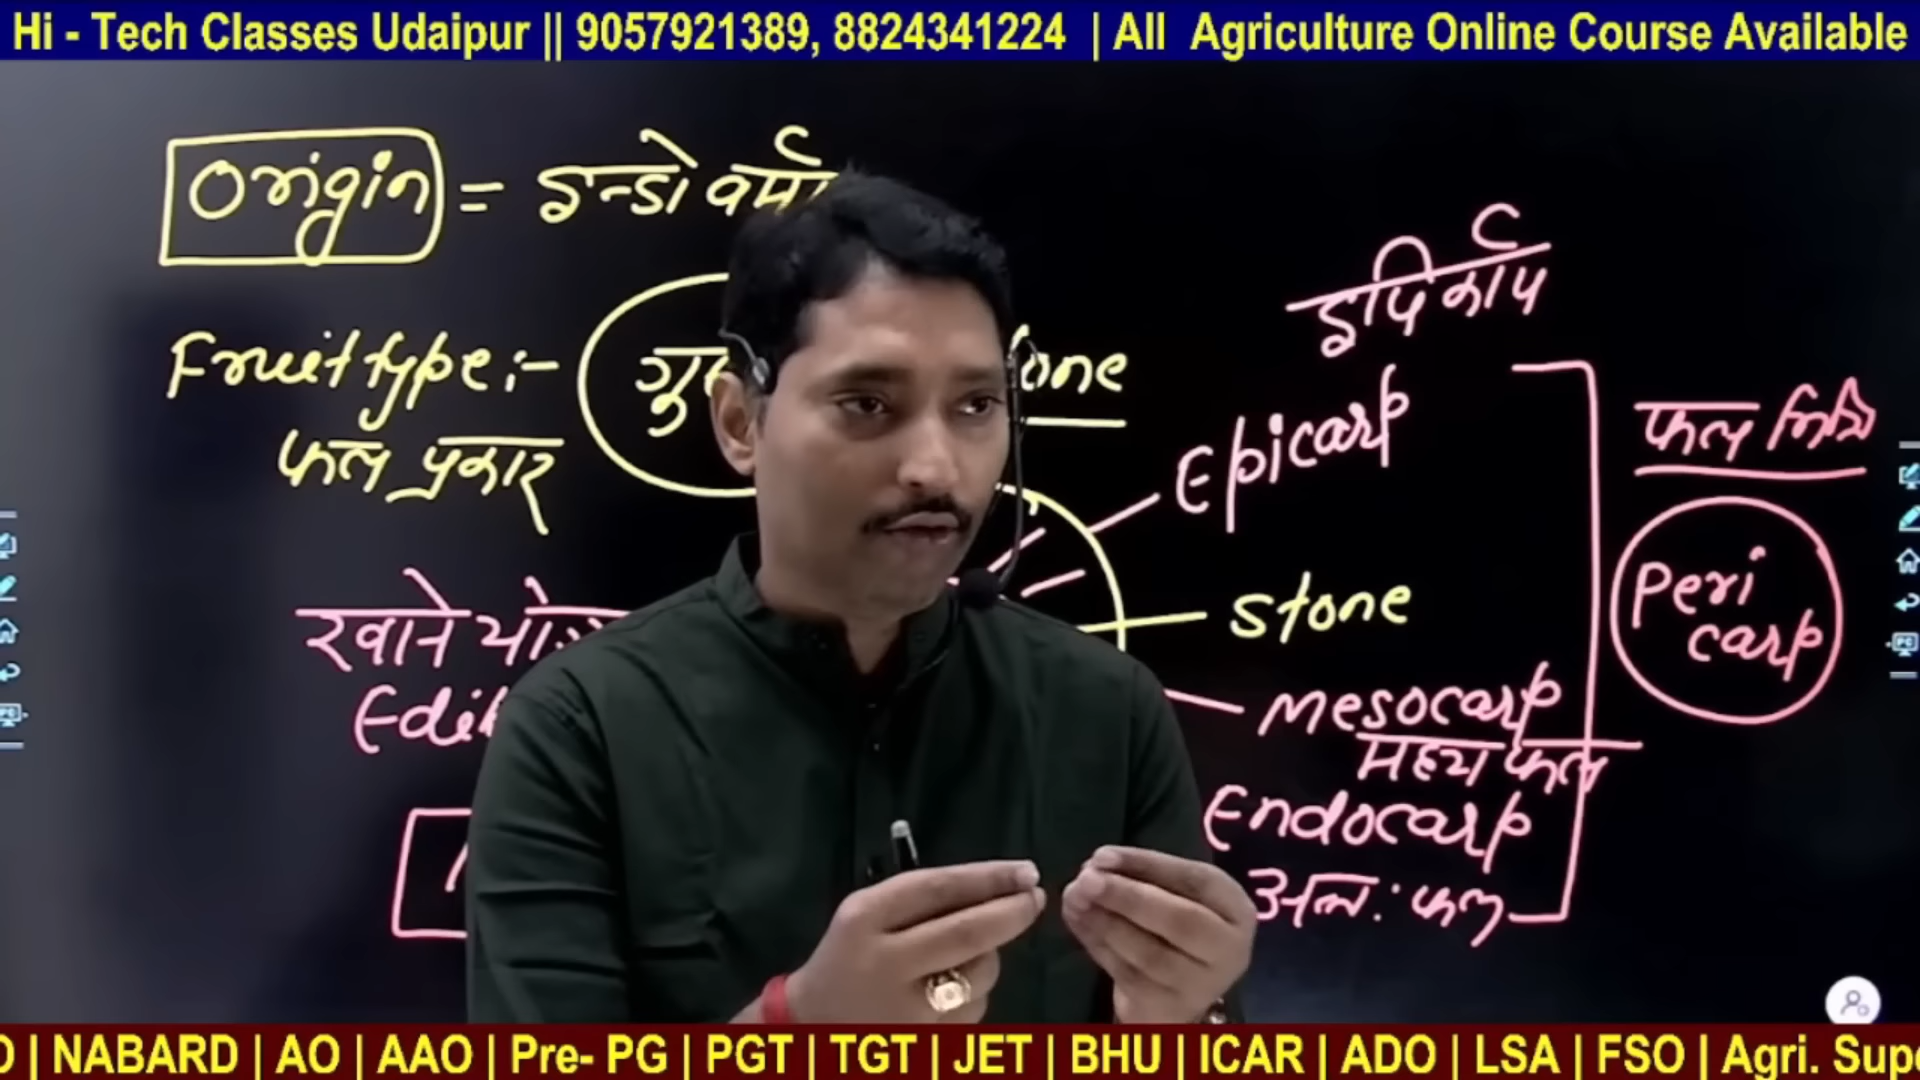 Hi - Tech Classes Udaipur || 9057921389, 8824341224 | All Agriculture Online Course Available
Origin = इन्डो वर्मा
इपिकार्प
Fruit type :-
फल प्रकार
Epicarp
फल भित्ति
Peri
carp
stone
खाने यो
Edi
mesocarp
मध्य फल
Endocarp
अन्त: फल
| NABARD | AO | AAO | Pre- PG | PGT | TGT | JET | BHU | ICAR | ADO | LSA | FSO | Agri.